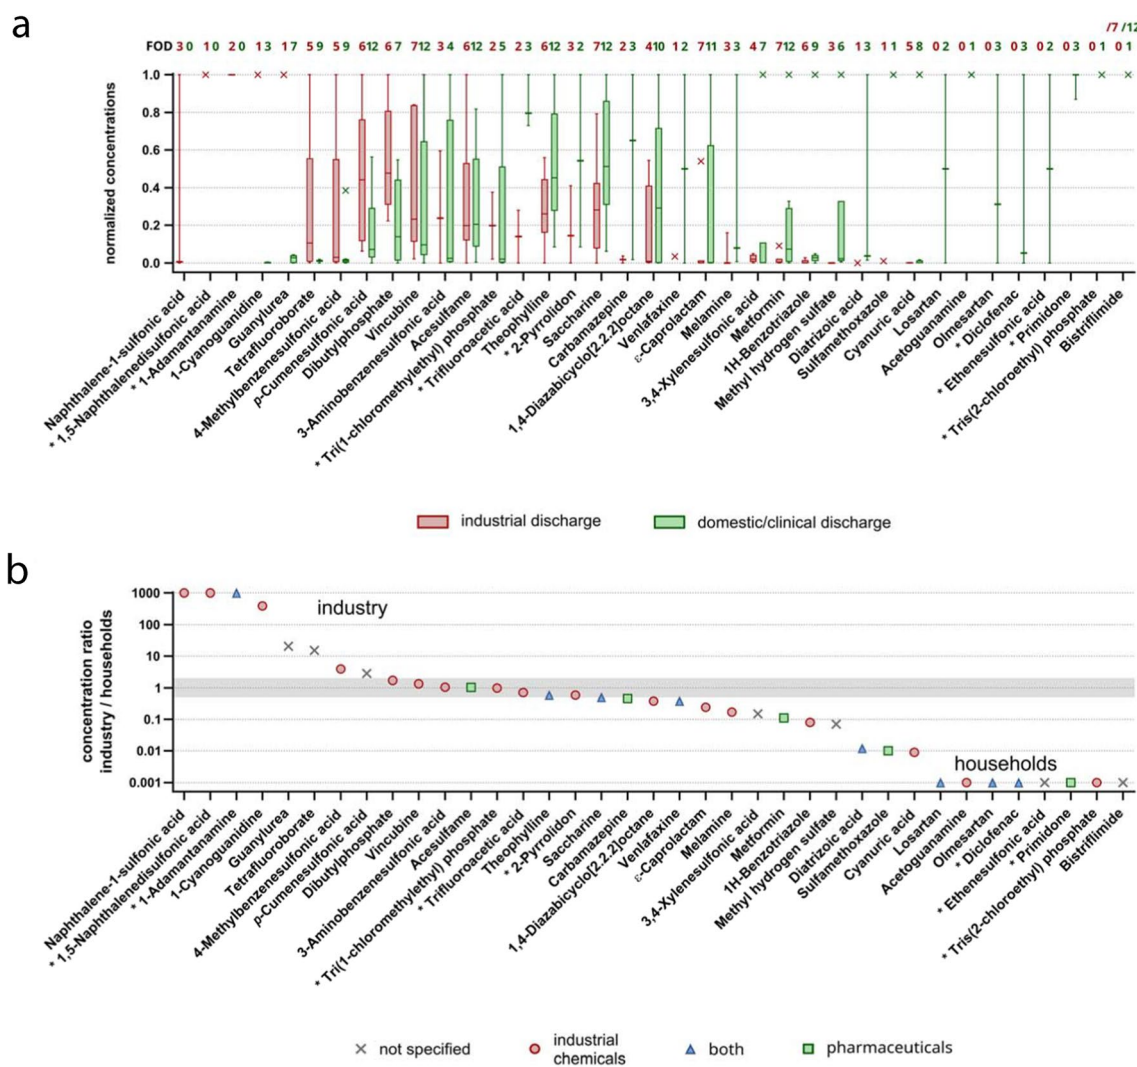 a
/7 /12
FOD 3 0 1 0 2 0 1 3 1 7 5 9 5 9 6 12 6 7 7 12 3 4 6 12 2 5 2 3 6 12 3 2 7 12 2 3 4 10 1 2 7 11 3 3 4 7 7 12 6 9 3 6 1 3 1 1 5 8 0 2 0 1 0 3 0 3 0 2 0 3 0 1 0 1
normalized concentrations
1.0
0.8
0.6
0.4
0.2
0.0
Naphthalene-1-sulfonic acid
* 1,5-Naphthalenedisulfonic acid
* 1-Adamantanamine
1-Cyanoguanidine
Guanylurea
Tetrafluoroborate
4-Methylbenzenesulfonic acid
p-Cumenesulfonic acid
Dibutylphosphate
Vincubine
3-Aminobenzenesulfonic acid
Acesulfame
* Tri(1-chloromethylethyl) phosphate
* Trifluoroacetic acid
Theophylline
* 2-Pyrrolidon
Saccharine
Carbamazepine
1,4-Diazabicyclo[2.2.2]octane
Venlafaxine
ε-Caprolactam
Melamine
3,4-Xylenesulfonic acid
Metformin
1H-Benzotriazole
Methyl hydrogen sulfate
Diatrizoic acid
Sulfamethoxazole
Cyanuric acid
Losartan
Acetoguanamine
Olmesartan
* Diclofenac
* Ethenesulfonic acid
* Primidone
* Tris(2-chloroethyl) phosphate
Bistriflimide
industrial discharge
domestic/clinical discharge
b
concentration ratio
industry / households
1000
100
10
1
0.1
0.01
0.001
industry
households
Naphthalene-1-sulfonic acid
* 1,5-Naphthalenedisulfonic acid
* 1-Adamantanamine
1-Cyanoguanidine
Guanylurea
Tetrafluoroborate
4-Methylbenzenesulfonic acid
p-Cumenesulfonic acid
Dibutylphosphate
Vincubine
3-Aminobenzenesulfonic acid
Acesulfame
* Tri(1-chloromethylethyl) phosphate
* Trifluoroacetic acid
Theophylline
* 2-Pyrrolidon
Saccharine
Carbamazepine
1,4-Diazabicyclo[2.2.2]octane
Venlafaxine
ε-Caprolactam
Melamine
3,4-Xylenesulfonic acid
Metformin
1H-Benzotriazole
Methyl hydrogen sulfate
Diatrizoic acid
Sulfamethoxazole
Cyanuric acid
Losartan
Acetoguanamine
Olmesartan
* Diclofenac
* Ethenesulfonic acid
* Primidone
* Tris(2-chloroethyl) phosphate
Bistriflimide
not specified
industrial
chemicals
both
pharmaceuticals